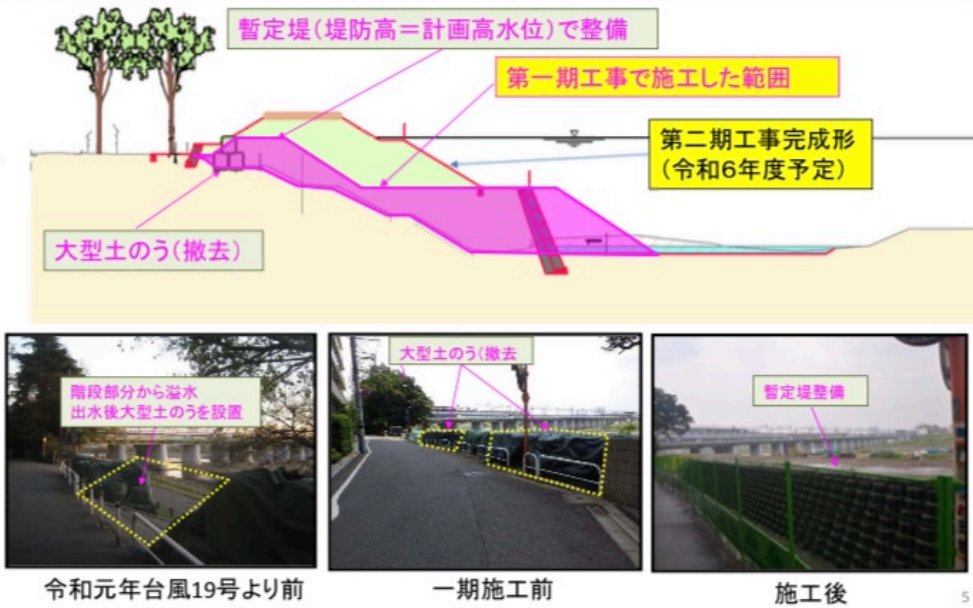 暫定堤(堤防高=計画高水位)で整備
第一期工事で施工した範囲
第二期工事完成形
(令和6年度予定)
大型土のう(撤去)
階段部分から溢水
出水後大型土のうを設置
大型土のう(撤去
暫定堤整備
令和元年台風19号より前
一期施工前
施工後
5